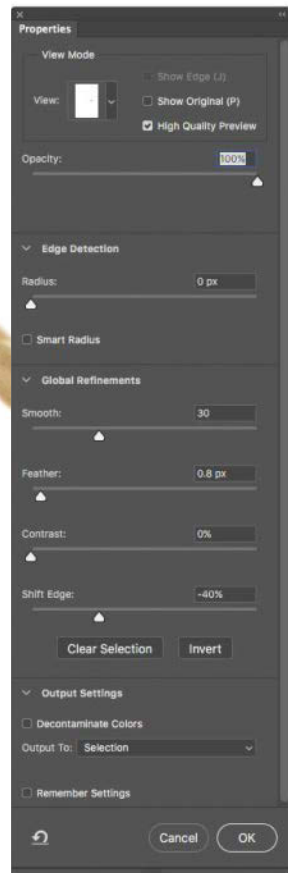 Properties
View Mode
Show Edge (J)
View:
Show Original (P)
High Quality Preview
Opacity: 100%
Edge Detection
Radius: 0 px
Smart Radius
Global Refinements
Smooth: 30
Feather: 0.8 px
Contrast: 0%
Shift Edge: -40%
Clear Selection Invert
Output Settings
Decontaminate Colors
Output To: Selection
Remember Settings
Cancel OK